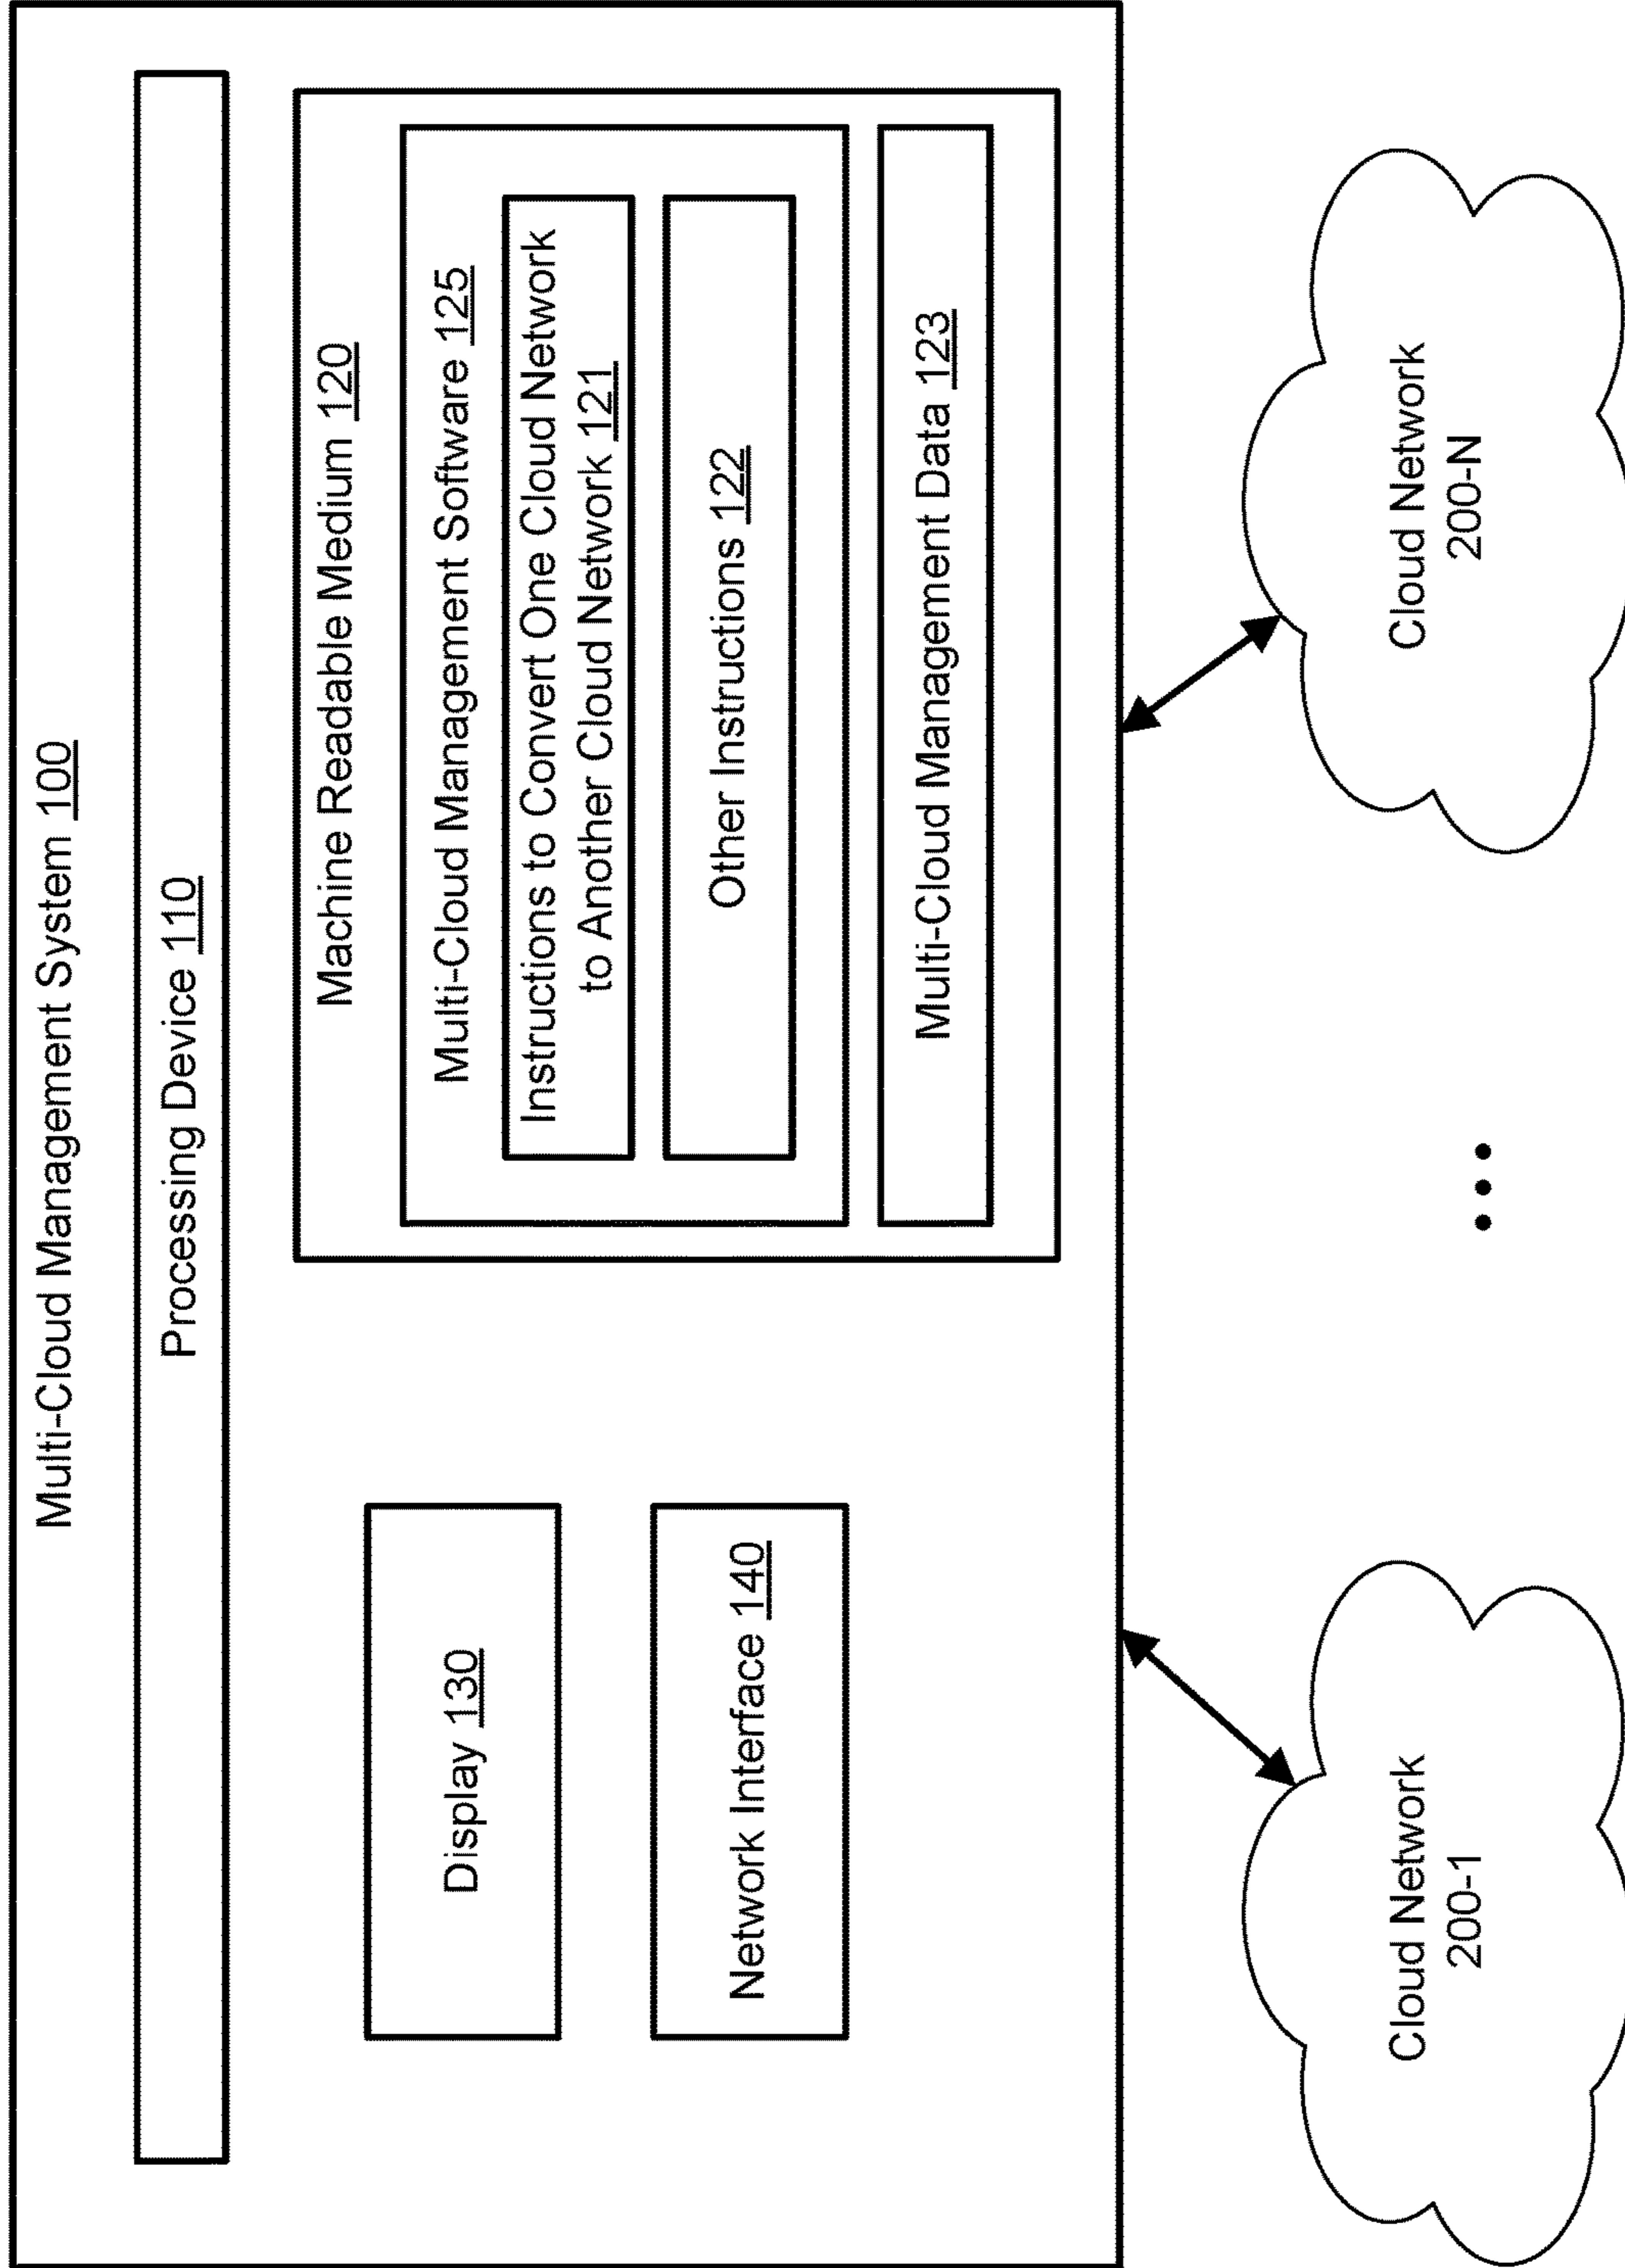 Multi-Cloud Management System 100
Processing Device 110
Display 130
Network Interface 140
Machine Readable Medium 120
Multi-Cloud Management Software 125
Instructions to Convert One Cloud Network
to Another Cloud Network 121
Other Instructions 122
Multi-Cloud Management Data 123
Cloud Network
200-1
Cloud Network
200-N